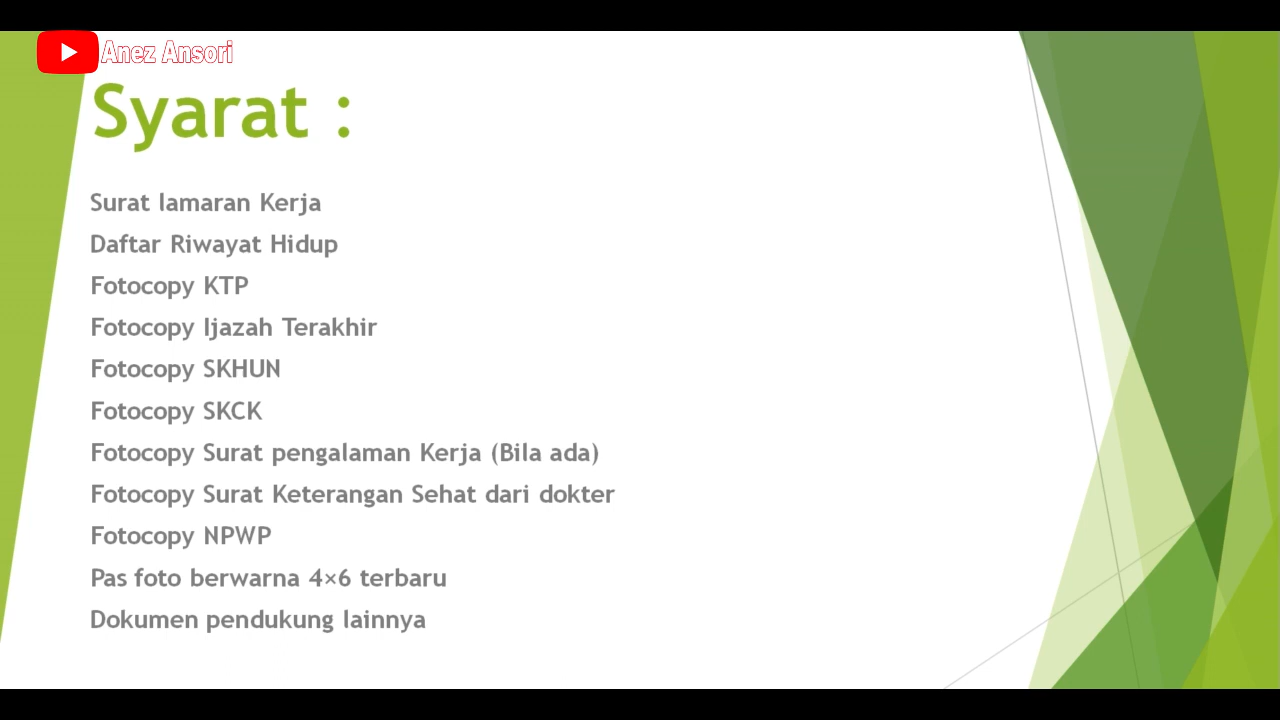 Anez Ansori
Syarat :
Surat lamaran Kerja
Daftar Riwayat Hidup
Fotocopy KTP
Fotocopy Ijazah Terakhir
Fotocopy SKHUN
Fotocopy SKCK
Fotocopy Surat pengalaman Kerja (Bila ada)
Fotocopy Surat Keterangan Sehat dari dokter
Fotocopy NPWP
Pas foto berwarna 4×6 terbaru
Dokumen pendukung lainnya